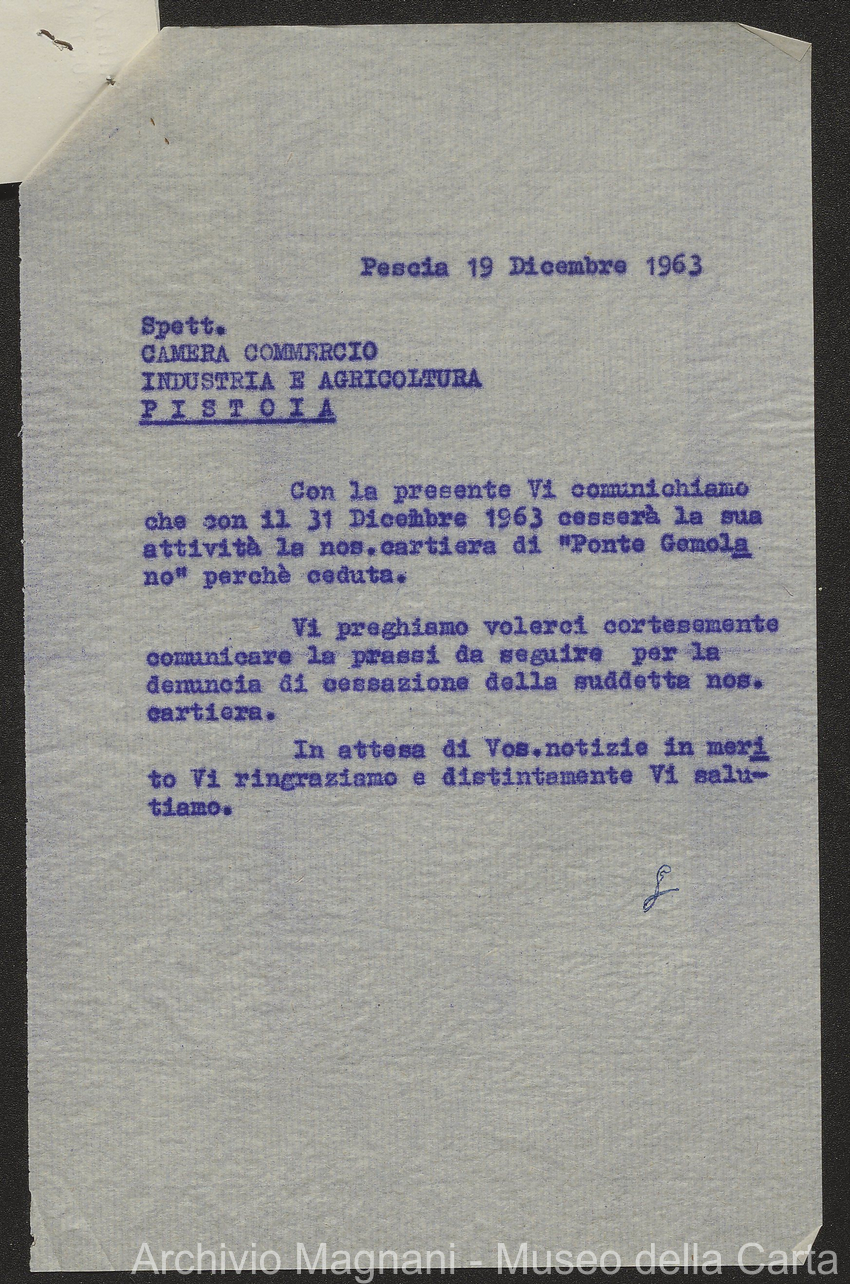 Pescia 19 Dicembre 1963
Spett.
CAMERA COMMERCIO
INDUSTRIA E AGRICOLTURA
P I S T O I A
Con la presente Vi comunichiamo
che con il 31 Dicembre 1963 cesserà la sua
attività la nos.cartiera di "Ponte Gemola
no" perchè ceduta.
Vi preghiamo volerci cortesemente
comunicare la prassi da seguire per la
denuncia di cessazione della suddetta nos.
cartiera.
In attesa di Vos.notizie in meri
to Vi ringraziamo e distintamente Vi salu-
tiamo.
Archivio Magnani - Museo della Carta